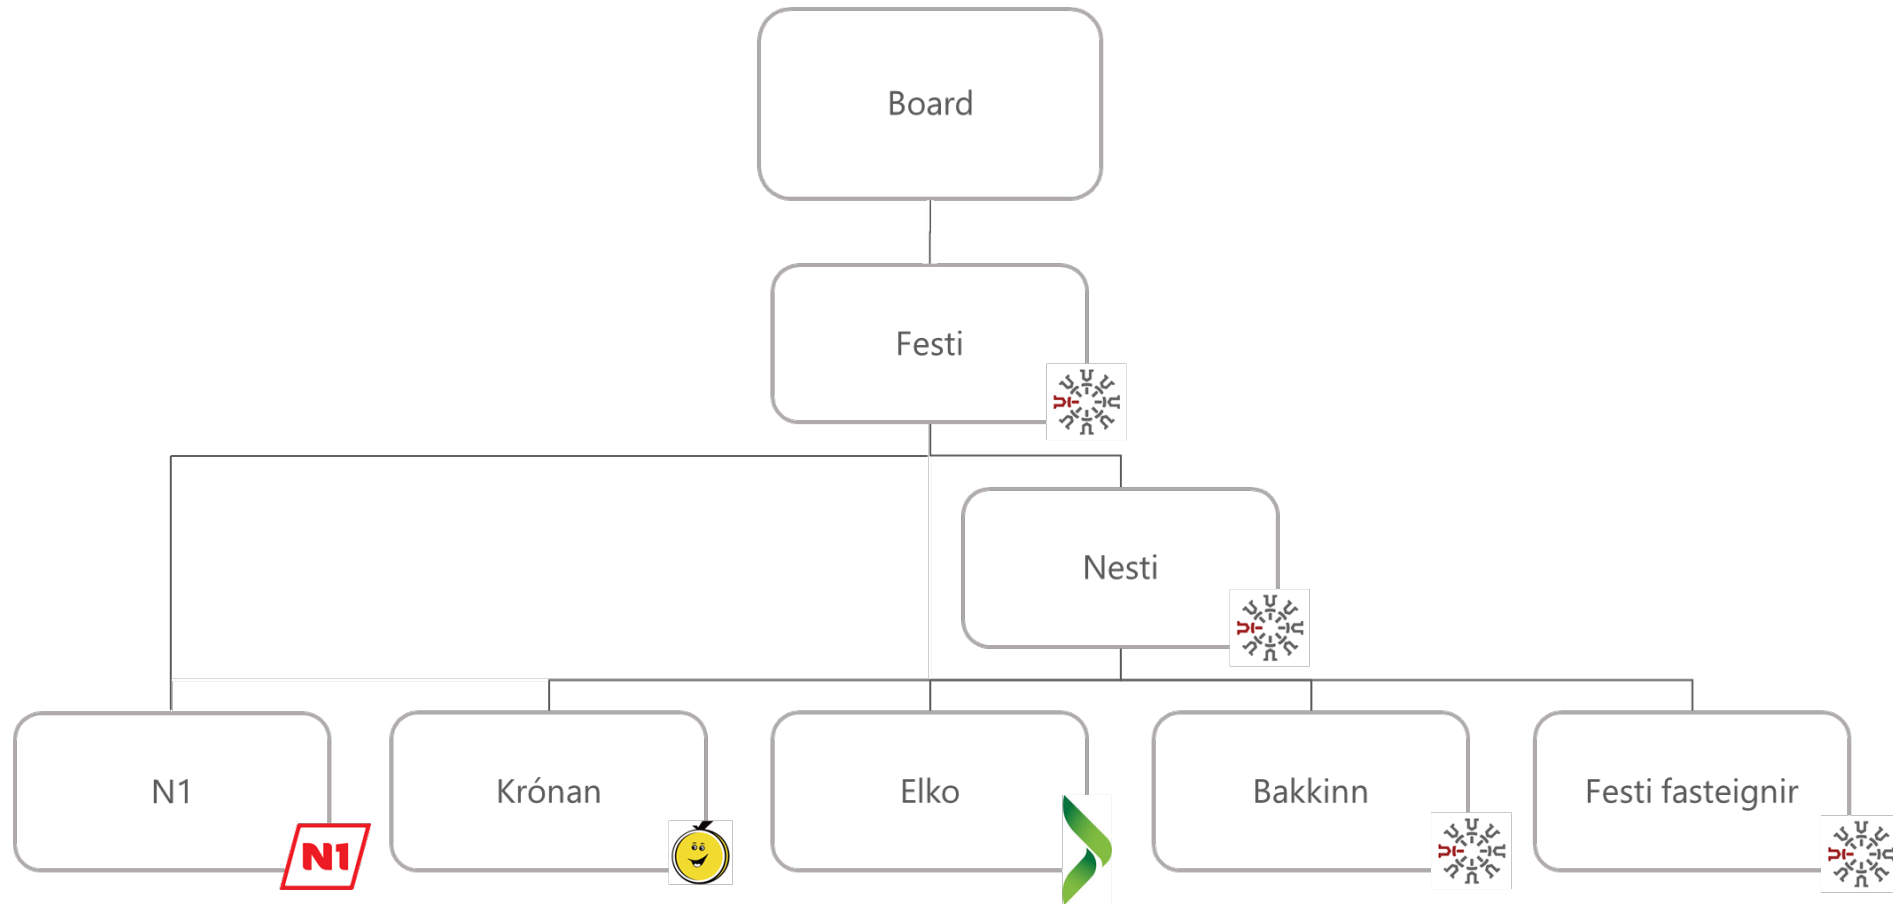 Board
Festi
Nesti
N1
Krónan
Elko
Bakkinn
Festi fasteignir
N1